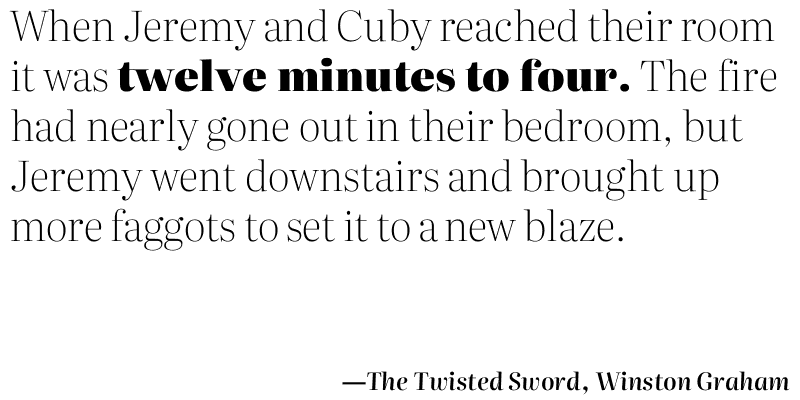 When Jeremy and Cuby reached their room
it was twelve minutes to four. The fire
had nearly gone out in their bedroom, but
Jeremy went downstairs and brought up
more faggots to set it to a new blaze.
—The Twisted Sword, Winston Graham